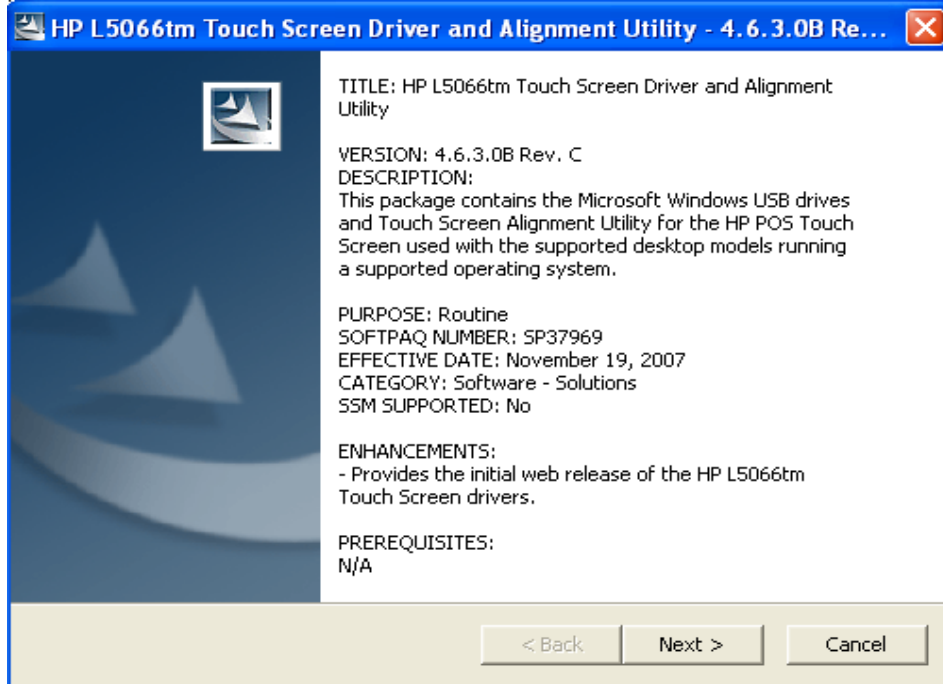 HP L5066tm Touch Screen Driver and Alignment Utility - 4.6.3.0B Re...
TITLE: HP L5066tm Touch Screen Driver and Alignment
Utility
VERSION: 4.6.3.0B Rev. C
DESCRIPTION:
This package contains the Microsoft Windows USB drives
and Touch Screen Alignment Utility for the HP POS Touch
Screen used with the supported desktop models running
a supported operating system.
PURPOSE: Routine
SOFTPAQ NUMBER: SP37969
EFFECTIVE DATE: November 19, 2007
CATEGORY: Software - Solutions
SSM SUPPORTED: No
ENHANCEMENTS:
- Provides the initial web release of the HP L5066tm
Touch Screen drivers.
PREREQUISITES:
N/A
< Back
Next >
Cancel